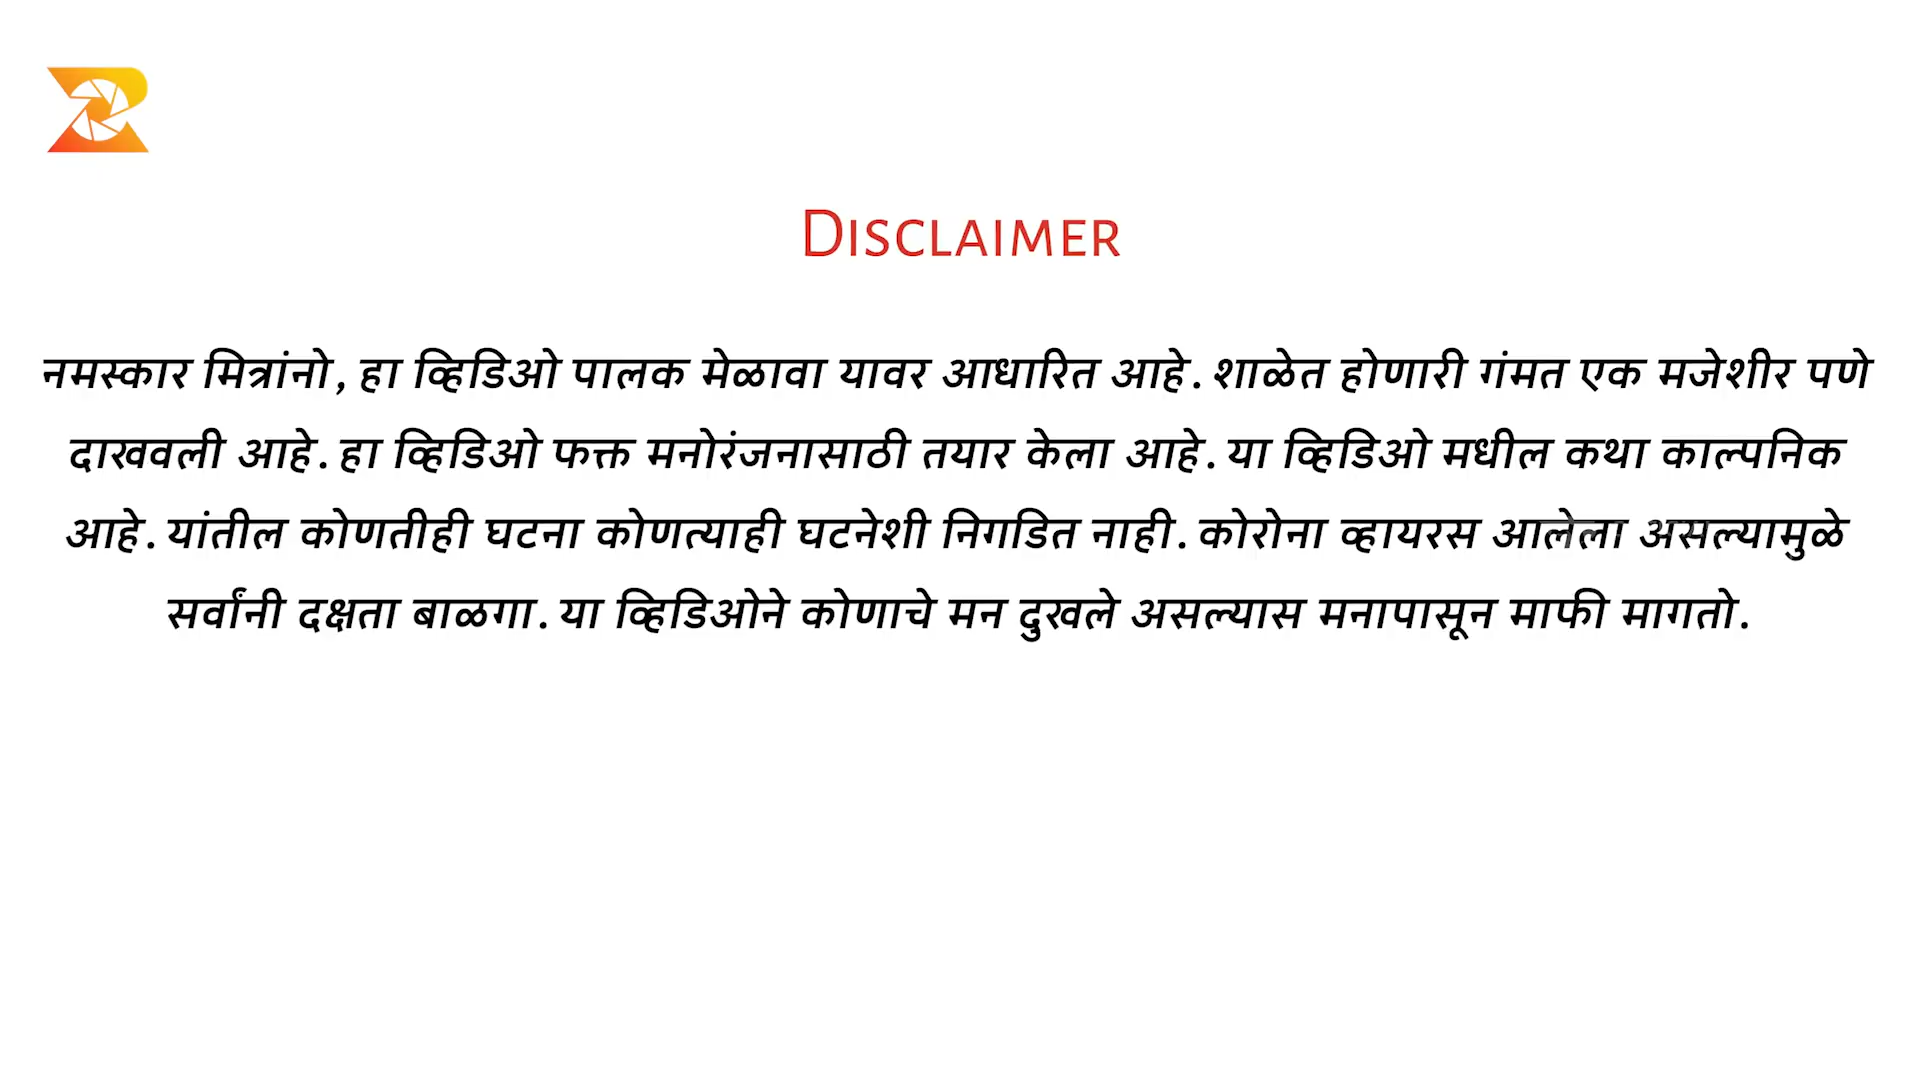 DISCLAIMER
नमस्कार मित्रांनो, हा व्हिडिओ पालक मेळावा यावर आधारित आहे. शाळेत होणारी गंमत एक मजेशीर पणे
दाखवली आहे. हा व्हिडिओ फक्त मनोरंजनासाठी तयार केला आहे. या व्हिडिओ मधील कथा काल्पनिक
आहे. यांतील कोणतीही घटना कोणत्याही घटनेशी निगडित नाही. कोरोना व्हायरस आलेला असल्यामुळे
सर्वांनी दक्षता बाळगा. या व्हिडिओने कोणाचे मन दुखले असल्यास मनापासून माफी मागतो.